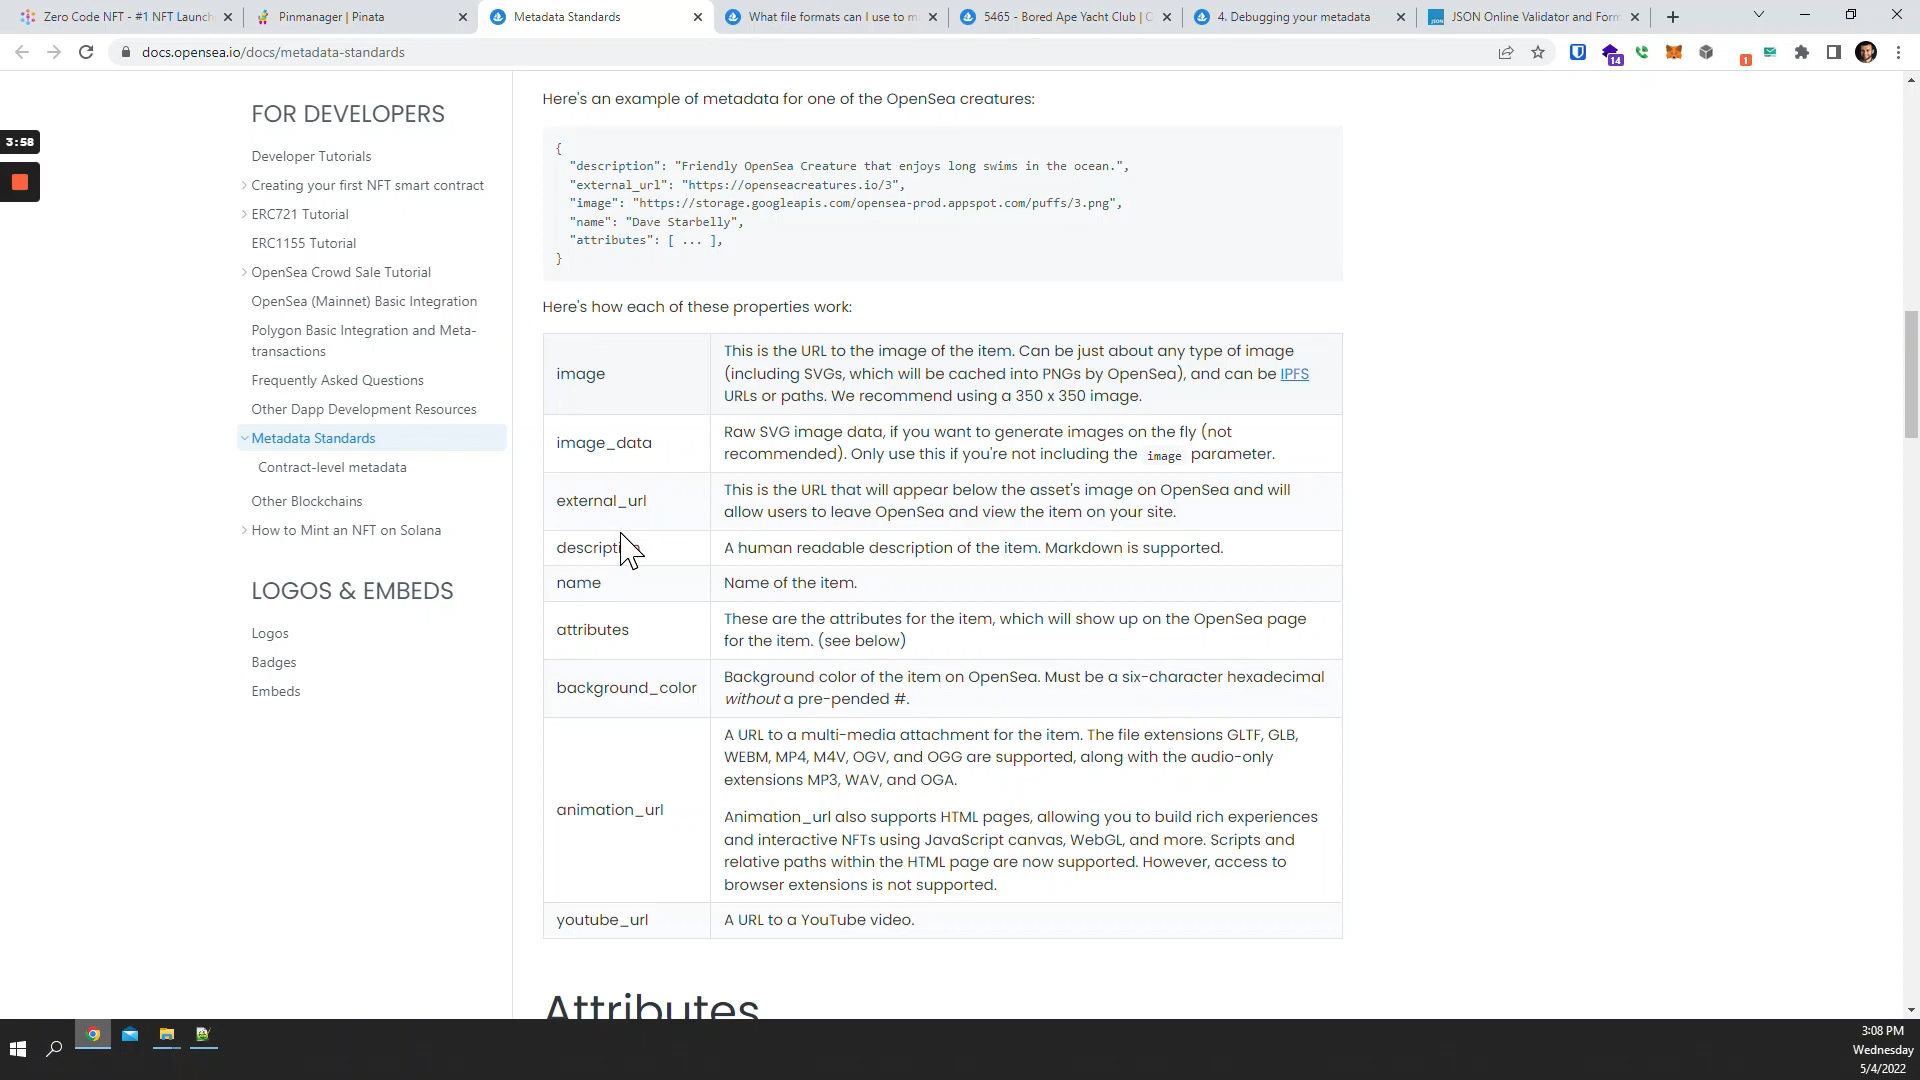 Zero Code NFT - #1 NFT Launch
Pinmanager | Pinata
Metadata Standards
What file formats can I use to m
5465 - Bored Ape Yacht Club | O
4. Debugging your metadata
JSON Online Validator and Form
docs.opensea.io/docs/metadata-standards
14
1
3:58
FOR DEVELOPERS
Developer Tutorials
Creating your first NFT smart contract
ERC721 Tutorial
ERC1155 Tutorial
OpenSea Crowd Sale Tutorial
OpenSea (Mainnet) Basic Integration
Polygon Basic Integration and Meta-
transactions
Frequently Asked Questions
Other Dapp Development Resources
Metadata Standards
Contract-level metadata
Other Blockchains
How to Mint an NFT on Solana
LOGOS & EMBEDS
Logos
Badges
Embeds
Here's an example of metadata for one of the OpenSea creatures:
{
"description": "Friendly OpenSea Creature that enjoys long swims in the ocean.",
"external_url": "https://openseacreatures.io/3",
"image": "https://storage.googleapis.com/opensea-prod.appspot.com/puffs/3.png",
"name": "Dave Starbelly",
"attributes": [ ... ],
}
Here's how each of these properties work:
image
This is the URL to the image of the item. Can be just about any type of image
(including SVGs, which will be cached into PNGs by OpenSea), and can be IPFS
URLs or paths. We recommend using a 350 x 350 image.
image_data
Raw SVG image data, if you want to generate images on the fly (not
recommended). Only use this if you're not including the image parameter.
external_url
This is the URL that will appear below the asset's image on OpenSea and will
allow users to leave OpenSea and view the item on your site.
description
A human readable description of the item. Markdown is supported.
name
Name of the item.
attributes
These are the attributes for the item, which will show up on the OpenSea page
for the item. (see below)
background_color
Background color of the item on OpenSea. Must be a six-character hexadecimal
without a pre-pended #.
animation_url
A URL to a multi-media attachment for the item. The file extensions GLTF, GLB,
WEBM, MP4, M4V, OGV, and OGG are supported, along with the audio-only
extensions MP3, WAV, and OGA.
Animation_url also supports HTML pages, allowing you to build rich experiences
and interactive NFTs using JavaScript canvas, WebGL, and more. Scripts and
relative paths within the HTML page are now supported. However, access to
browser extensions is not supported.
youtube_url
A URL to a YouTube video.
Attributes
3:08 PM
Wednesday
5/4/2022